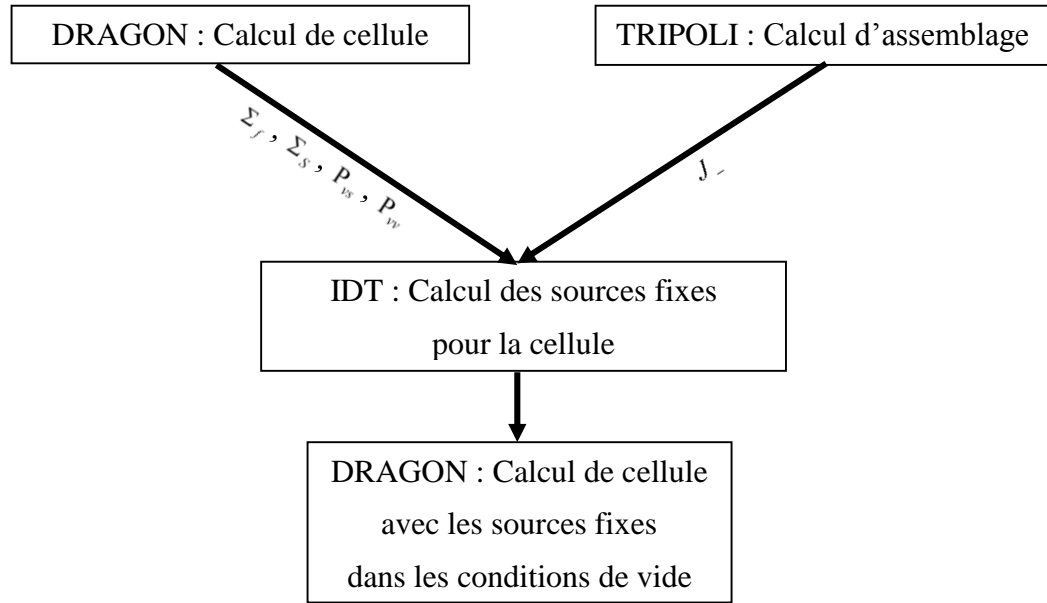 DRAGON : Calcul de cellule
TRIPOLI : Calcul d’assemblage
Σf , ΣS , Pvs , Pvv
J−
IDT : Calcul des sources fixes
pour la cellule
DRAGON : Calcul de cellule
avec les sources fixes
dans les conditions de vide